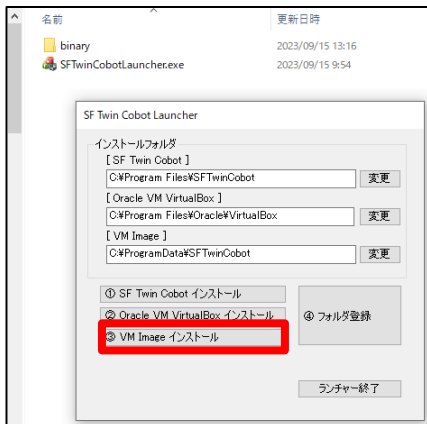 名前 更新日時
binary 2023/09/15 13:16
SFTwinCobotLauncher.exe 2023/09/15 9:54
SF Twin Cobot Launcher
インストールフォルダ
[ SF Twin Cobot ]
C:¥Program Files¥SFTwinCobot 変更
[ Oracle VM VirtualBox ]
C:¥Program Files¥Oracle¥VirtualBox 変更
[ VM Image ]
C:¥ProgramData¥SFTwinCobot 変更
① SF Twin Cobot インストール
② Oracle VM VirtualBox インストール
③ VM Image インストール
④ フォルダ登録
ランチャー終了